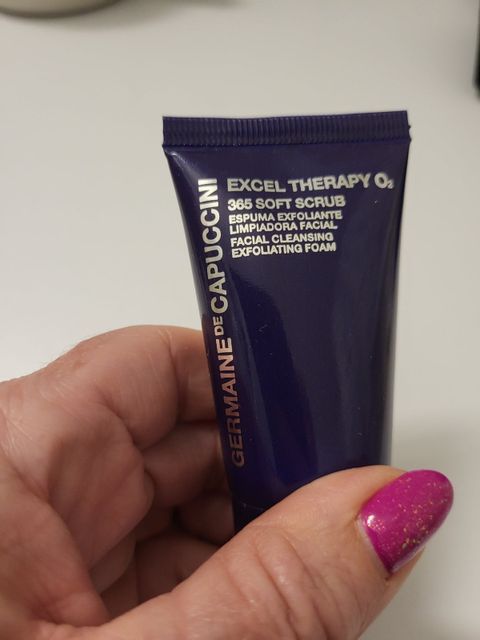 EXCEL THERAPY O₂
365 SOFT SCRUB
ESPUMA EXFOLIANTE
LIMPIADORA FACIAL
FACIAL CLEANSING
EXFOLIATING FOAM
GERMAINE DE CAPUCCINI